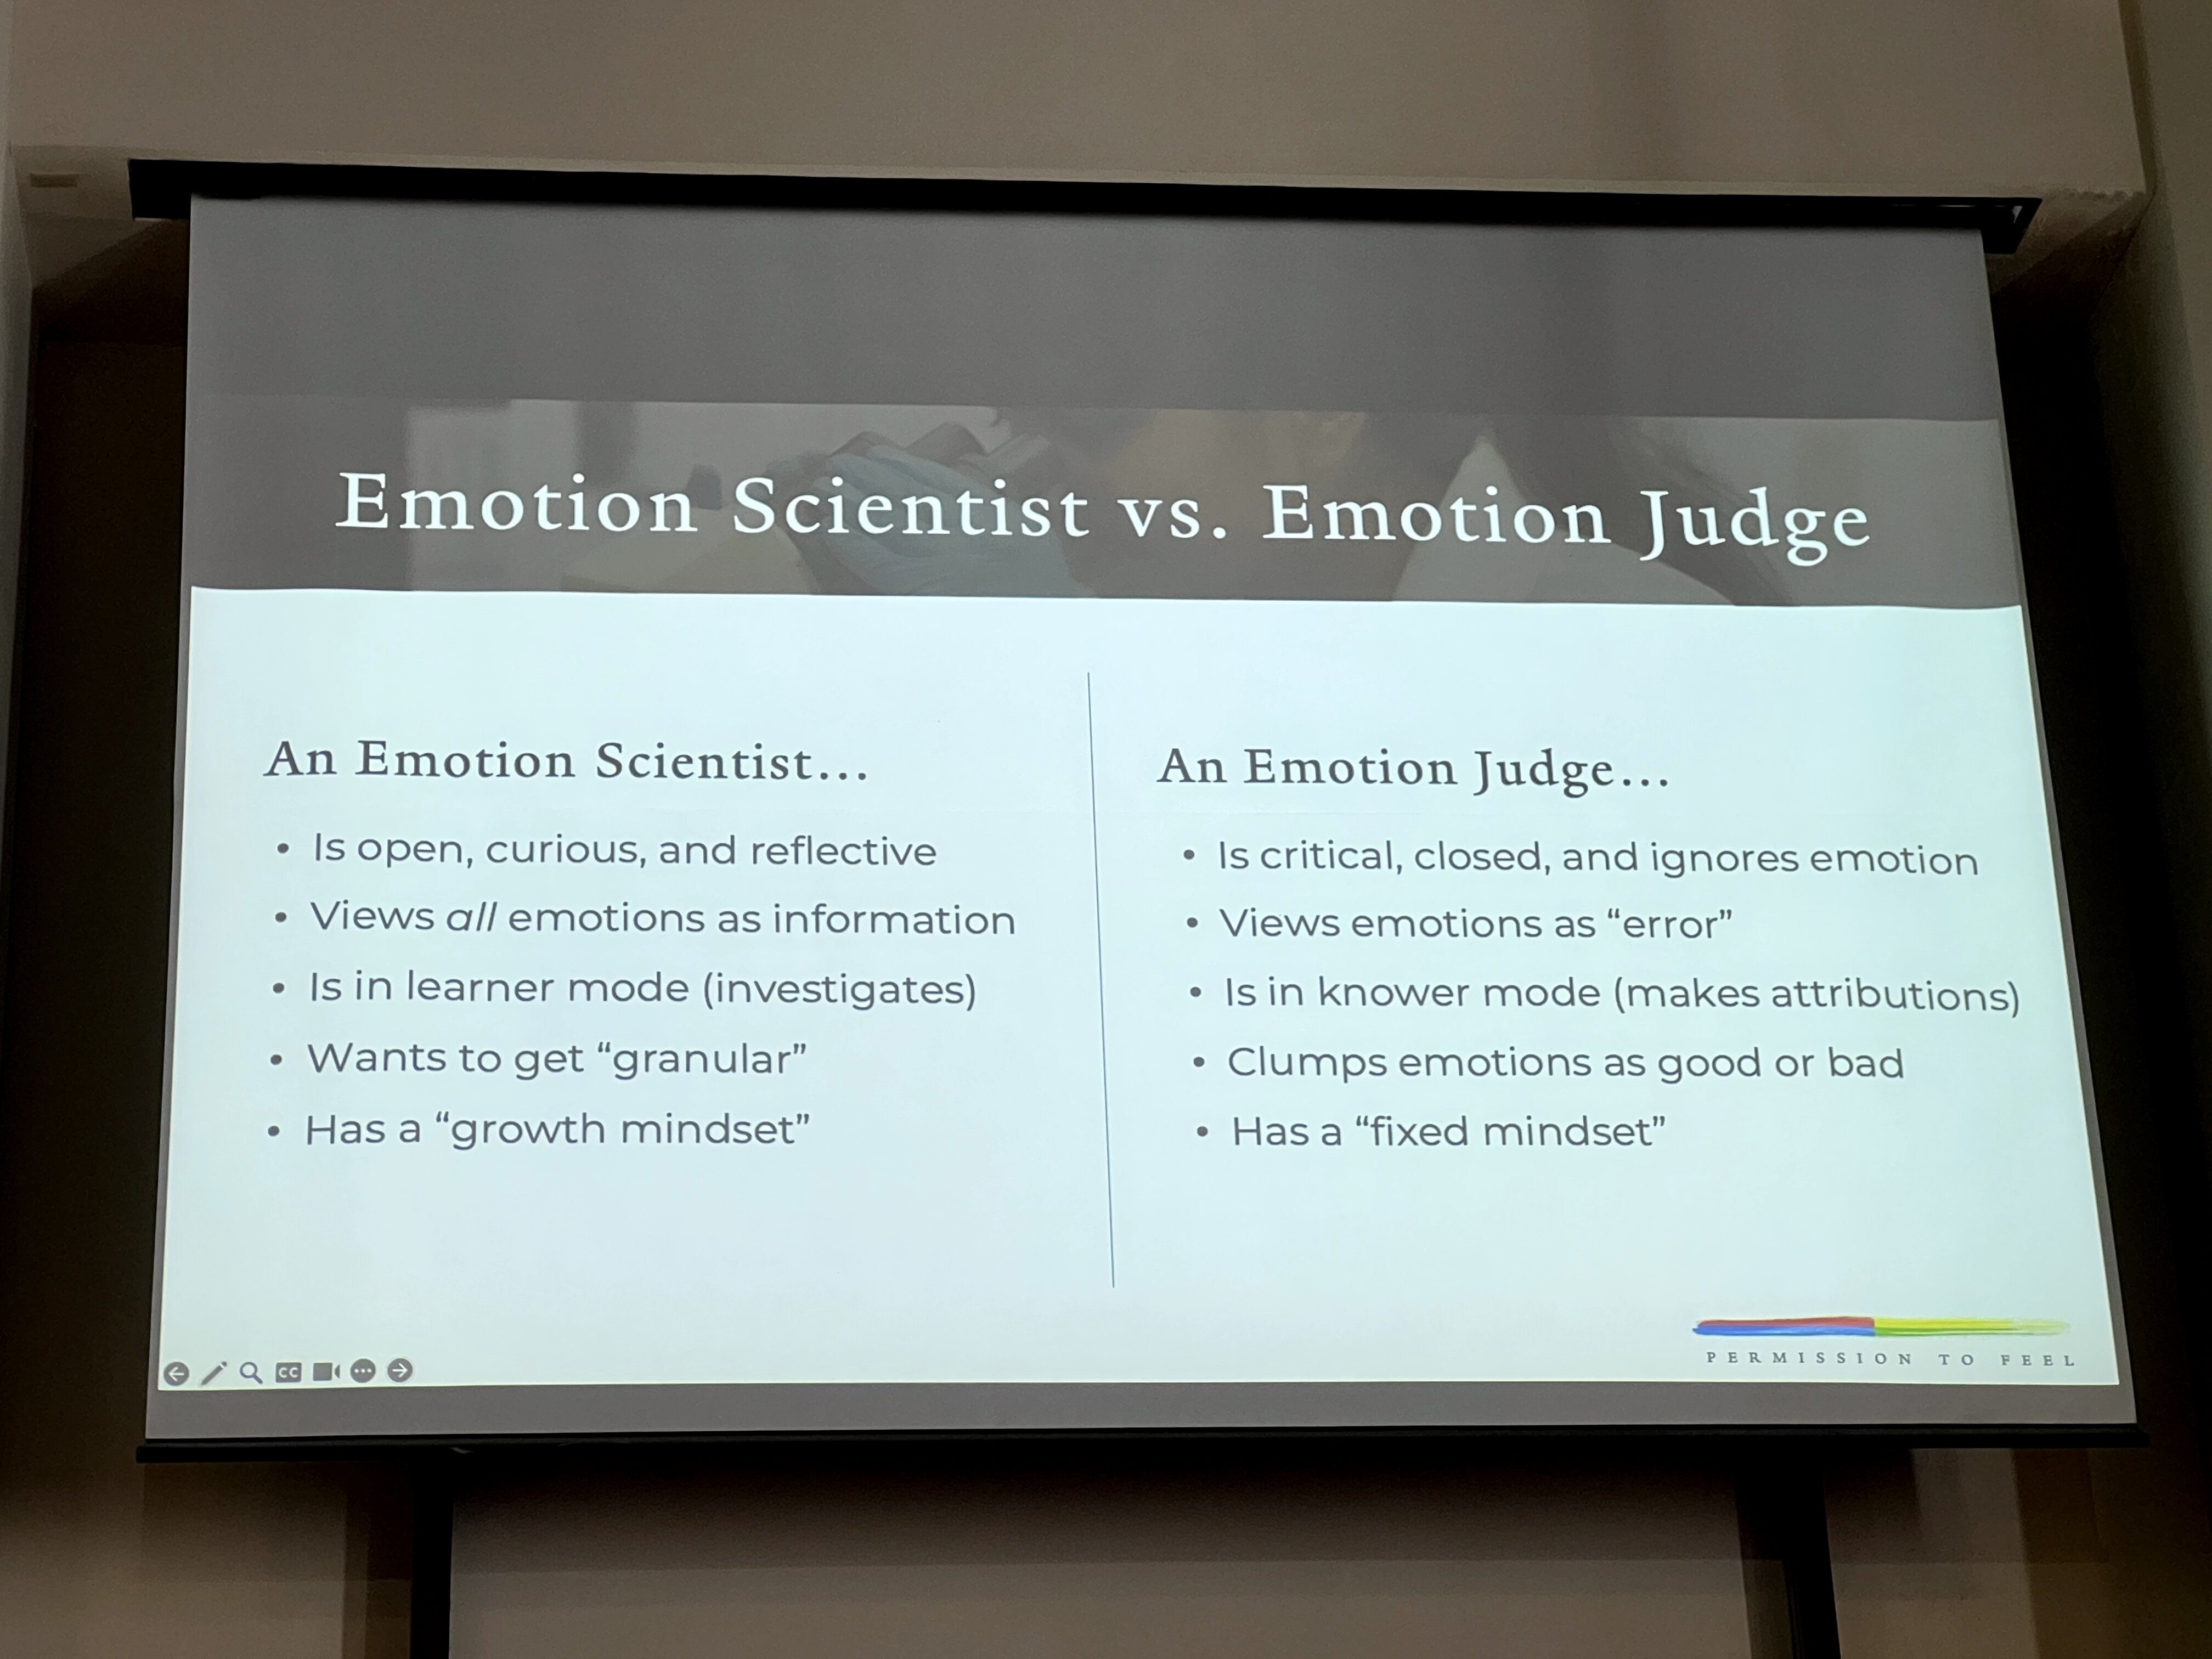 Emotion Scientist vs. Emotion Judge
An Emotion Scientist...
• Is open, curious, and reflective
• Views all emotions as information
• Is in learner mode (investigates)
• Wants to get “granular”
• Has a “growth mindset”
An Emotion Judge...
• Is critical, closed, and ignores emotion
• Views emotions as “error”
• Is in knower mode (makes attributions)
• Clumps emotions as good or bad
• Has a “fixed mindset”
PERMISSION TO FEEL
CC